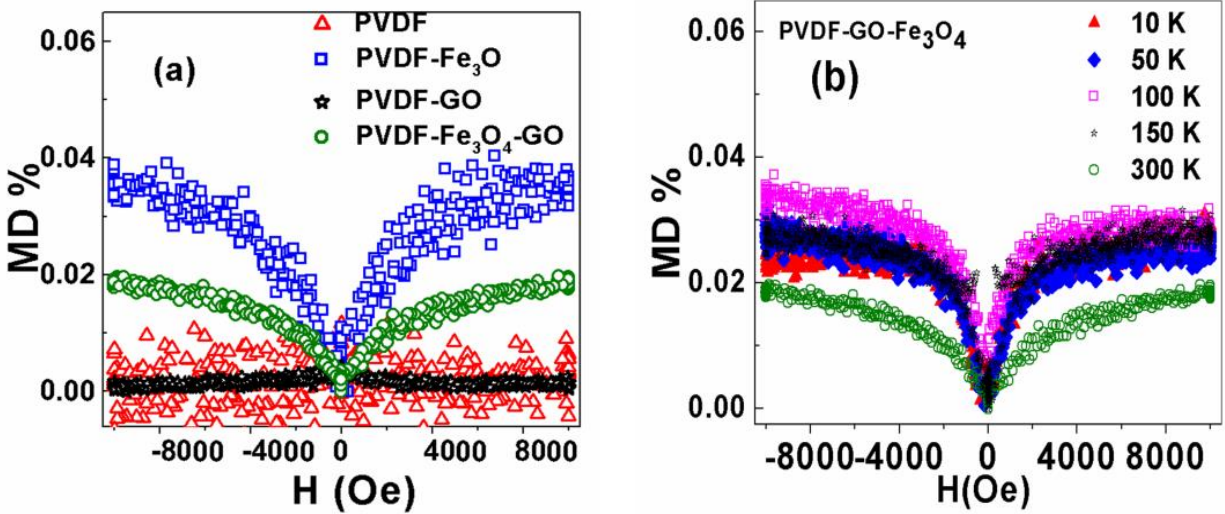 (a)
PVDF
PVDF-Fe₃O
PVDF-GO
PVDF-Fe₃O₄-GO
MD %
0.06
0.04
0.02
0.00
-8000 -4000 0 4000 8000
H (Oe)
PVDF-GO-Fe₃O₄
(b)
10 K
50 K
100 K
150 K
300 K
MD %
0.06
0.04
0.02
0.00
-8000 -4000 0 4000 8000
H(Oe)